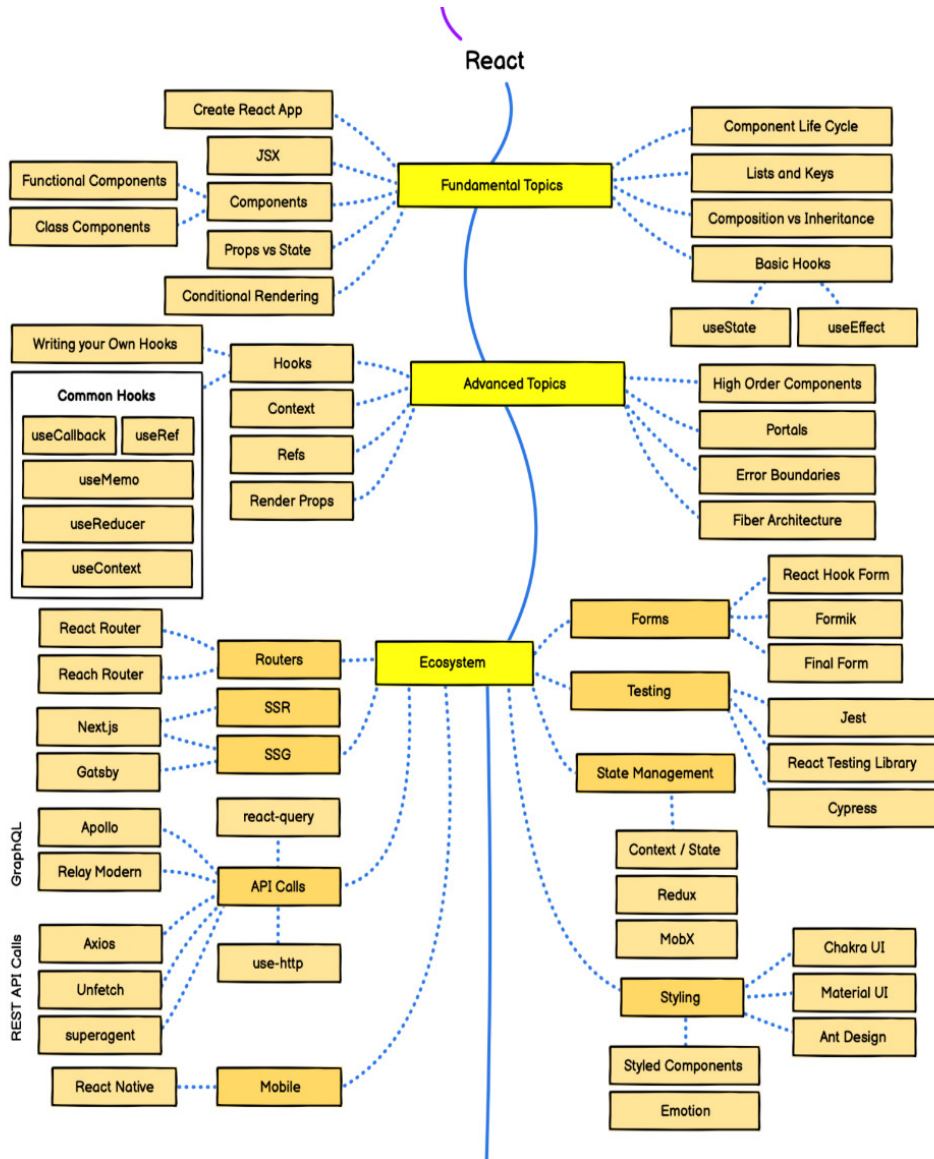 React
Create React App
JSX
Functional Components
Components
Class Components
Props vs State
Conditional Rendering
Fundamental Topics
Component Life Cycle
Lists and Keys
Composition vs Inheritance
Basic Hooks
useState
useEffect
Writing your Own Hooks
Hooks
Common Hooks
useCallback
useRef
useMemo
useReducer
useContext
Context
Refs
Render Props
Advanced Topics
High Order Components
Portals
Error Boundaries
Fiber Architecture
React Router
Reach Router
Routers
Ecosystem
SSR
SSG
Next.js
Gatsby
GraphQL
Apollo
Relay Modern
react-query
API Calls
use-http
REST API Calls
Axios
Unfetch
superagent
React Native
Mobile
Forms
React Hook Form
Formik
Final Form
Testing
Jest
React Testing Library
Cypress
State Management
Context / State
Redux
MobX
Styling
Chakra UI
Material UI
Ant Design
Styled Components
Emotion